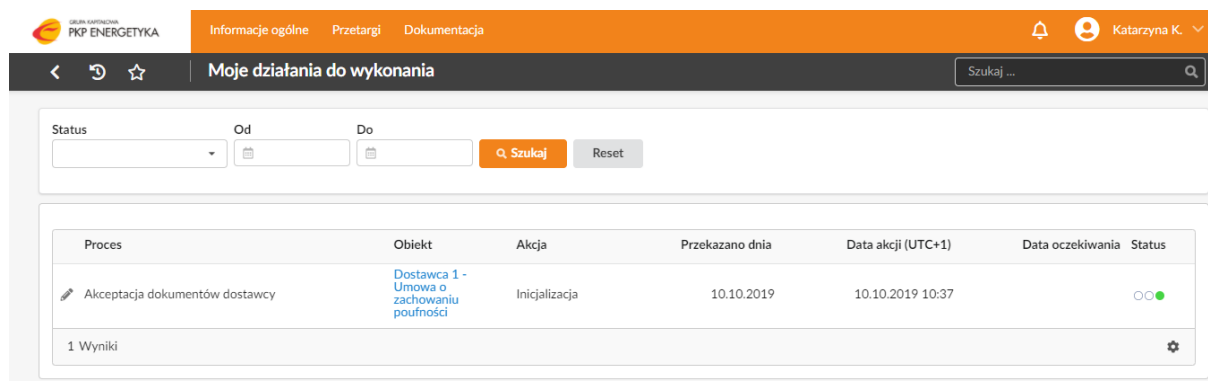 GRUPA KAPITAŁOWA
PKP ENERGETYKA
Informacje ogólne Przetargi Dokumentacja
Katarzyna K.
Moje działania do wykonania
Szukaj ...
Status Od Do
Szukaj Reset
Proces Obiekt Akcja Przekazano dnia Data akcji (UTC+1) Data oczekiwania Status
Akceptacja dokumentów dostawcy
Dostawca 1 -
Umowa o
zachowaniu
poufności
Inicjalizacja 10.10.2019 10.10.2019 10:37
1 Wyniki